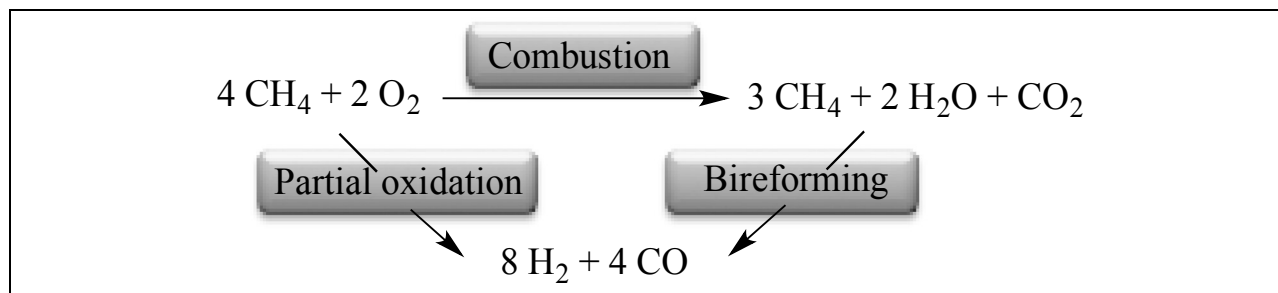 Combustion
4 CH₄ + 2 O₂ 3 CH₄ + 2 H₂O + CO₂
Partial oxidation Bireforming
8 H₂ + 4 CO